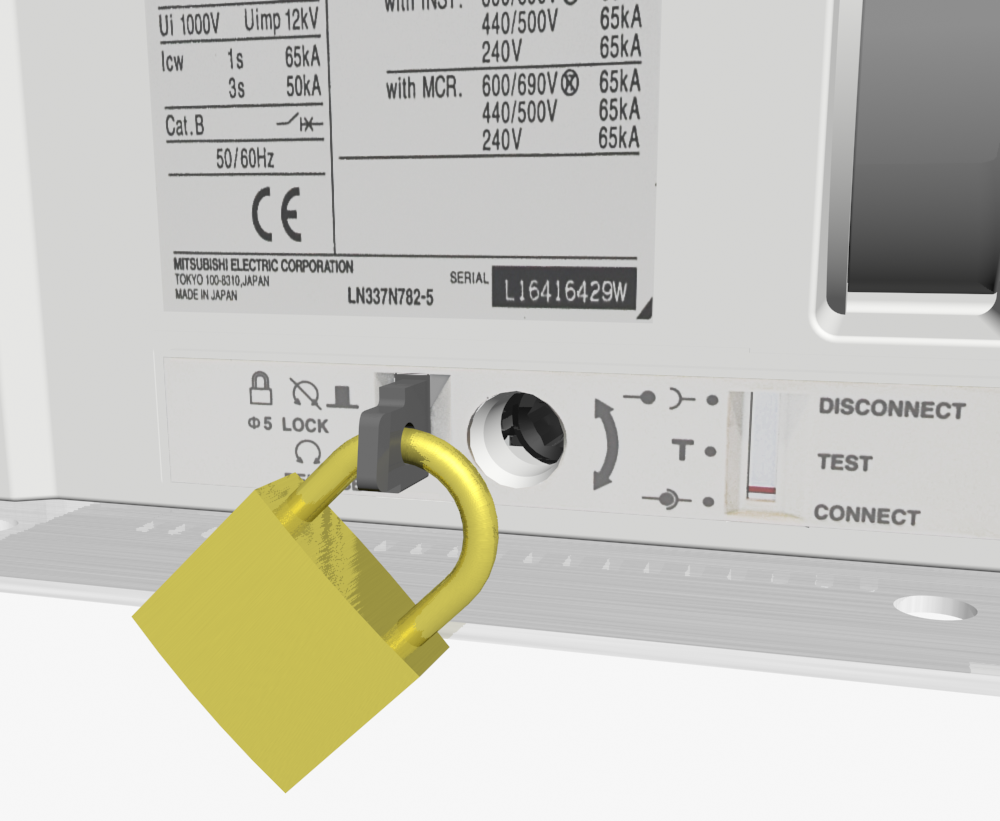 Ui 1000V Uimp 12kV
Icw 1s 65kA
3s 50kA
Cat.B
50/60Hz
CE
with INST.
440/500V 65kA
240V 65kA
with MCR. 600/690V 65kA
440/500V 65kA
240V 65kA
MITSUBISHI ELECTRIC CORPORATION
TOKYO 100-8310,JAPAN
MADE IN JAPAN
LN337N782-5
SERIAL L16416429W
Φ5 LOCK
T
DISCONNECT
TEST
CONNECT